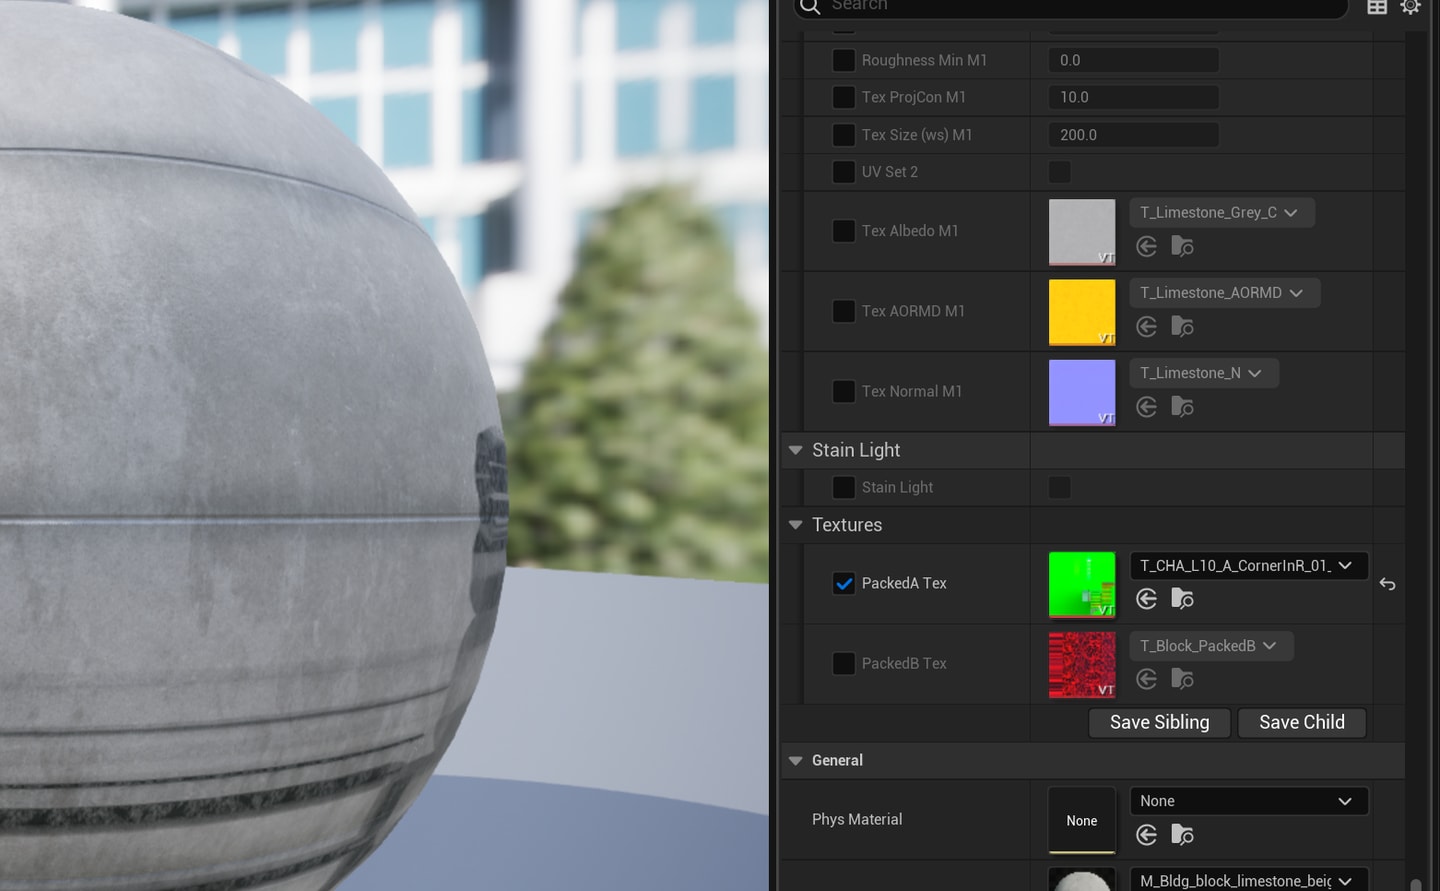 Search
Roughness Min M1 0.0
Tex ProjCon M1 10.0
Tex Size (ws) M1 200.0
UV Set 2
Tex Albedo M1 VT T_Limestone_Grey_C
Tex AORMD M1 VT T_Limestone_AORMD
Tex Normal M1 VT T_Limestone_N
Stain Light
Stain Light
Textures
PackedA Tex VT T_CHA_L10_A_CornerInR_01_
PackedB Tex VT T_Block_PackedB
Save Sibling Save Child
General
Phys Material None None
M_Bldg_block_limestone_beig